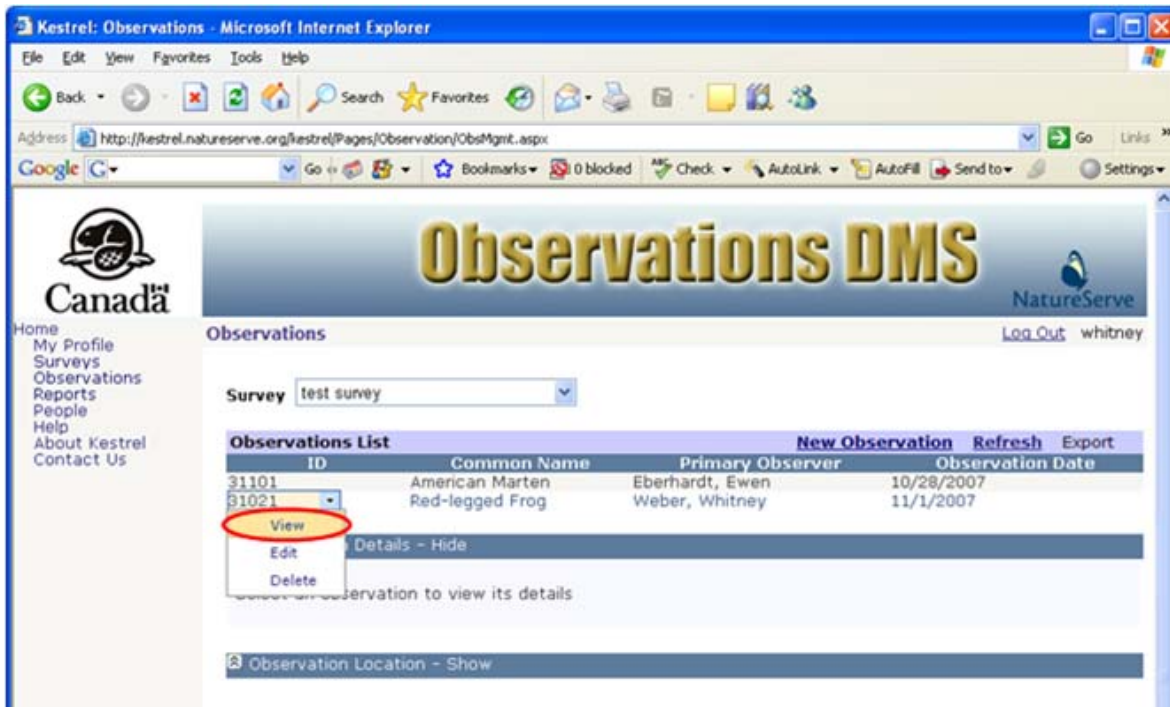 Kestrel: Observations - Microsoft Internet Explorer
File Edit View Favorites Tools Help
Back Search Favorites
Address http://kestrel.natureserve.org/kestrel/Pages/Observation/ObsMgmt.aspx Go Links »
Google G Go Bookmarks 0 blocked ABC Check AutoLink AutoFill Send to Settings
Canada
Observations DMS
NatureServe
Home
My Profile
Surveys
Observations
Reports
People
Help
About Kestrel
Contact Us
Observations Log Out whitney
Survey test survey
Observations List New Observation Refresh Export
ID Common Name Primary Observer Observation Date
31101 American Marten Eberhardt, Ewen 10/28/2007
31021 Red-legged Frog Weber, Whitney 11/1/2007
View
Edit
Delete
Details - Hide
observation to view its details
Observation Location - Show